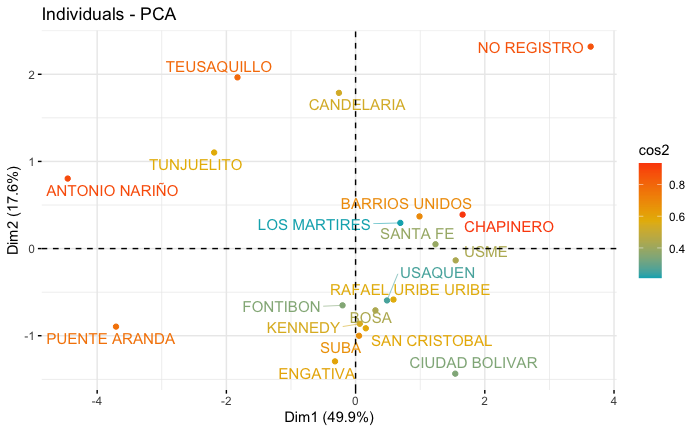 Individuals - PCA
NO REGISTRO
TEUSAQUILLO
CANDELARIA
TUNJUELITO
ANTONIO NARIÑO
BARRIOS UNIDOS
LOS MARTIRES
CHAPINERO
SANTA FE
USME
USAQUEN
RAFAEL URIBE URIBE
FONTIBON
BOSA
KENNEDY
PUENTE ARANDA
SAN CRISTOBAL
SUBA
CIUDAD BOLIVAR
ENGATIVA
2
1
0
-1
Dim2 (17.6%)
-4
-2
0
2
4
Dim1 (49.9%)
cos2
0.8
0.6
0.4